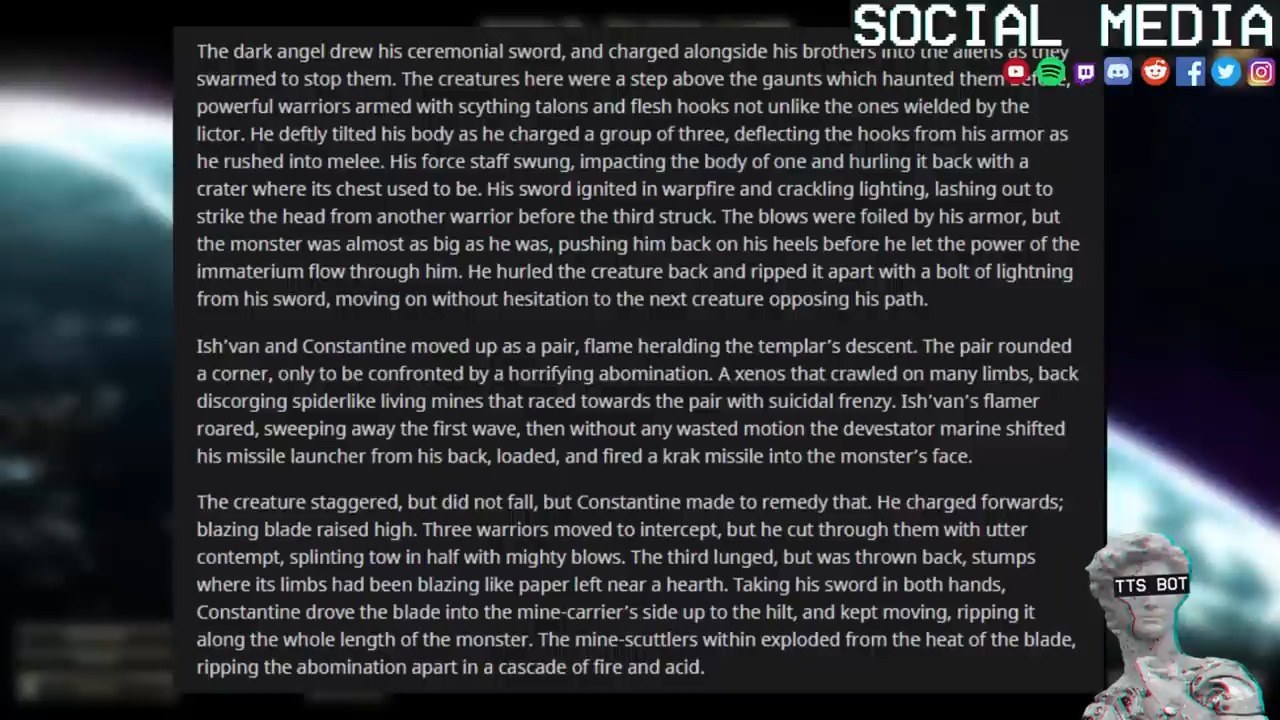 SOCIAL MEDIA
The dark angel drew his ceremonial sword, and charged alongside his brothers into the aliens as they
swarmed to stop them. The creatures here were a step above the gaunts which haunted them before,
powerful warriors armed with scything talons and flesh hooks not unlike the ones wielded by the
lictor. He deftly tilted his body as he charged a group of three, deflecting the hooks from his armor as
he rushed into melee. His force staff swung, impacting the body of one and hurling it back with a
crater where its chest used to be. His sword ignited in warpfire and crackling lighting, lashing out to
strike the head from another warrior before the third struck. The blows were foiled by his armor, but
the monster was almost as big as he was, pushing him back on his heels before he let the power of the
immaterium flow through him. He hurled the creature back and ripped it apart with a bolt of lightning
from his sword, moving on without hesitation to the next creature opposing his path.
Ish’van and Constantine moved up as a pair, flame heralding the templar’s descent. The pair rounded
a corner, only to be confronted by a horrifying abomination. A xenos that crawled on many limbs, back
discorging spiderlike living mines that raced towards the pair with suicidal frenzy. Ish’van’s flamer
roared, sweeping away the first wave, then without any wasted motion the devestator marine shifted
his missile launcher from his back, loaded, and fired a krak missile into the monster’s face.
The creature staggered, but did not fall, but Constantine made to remedy that. He charged forwards;
blazing blade raised high. Three warriors moved to intercept, but he cut through them with utter
contempt, splinting tow in half with mighty blows. The third lunged, but was thrown back, stumps
where its limbs had been blazing like paper left near a hearth. Taking his sword in both hands,
Constantine drove the blade into the mine-carrier’s side up to the hilt, and kept moving, ripping it
along the whole length of the monster. The mine-scuttlers within exploded from the heat of the blade,
ripping the abomination apart in a cascade of fire and acid.
TTS BOT